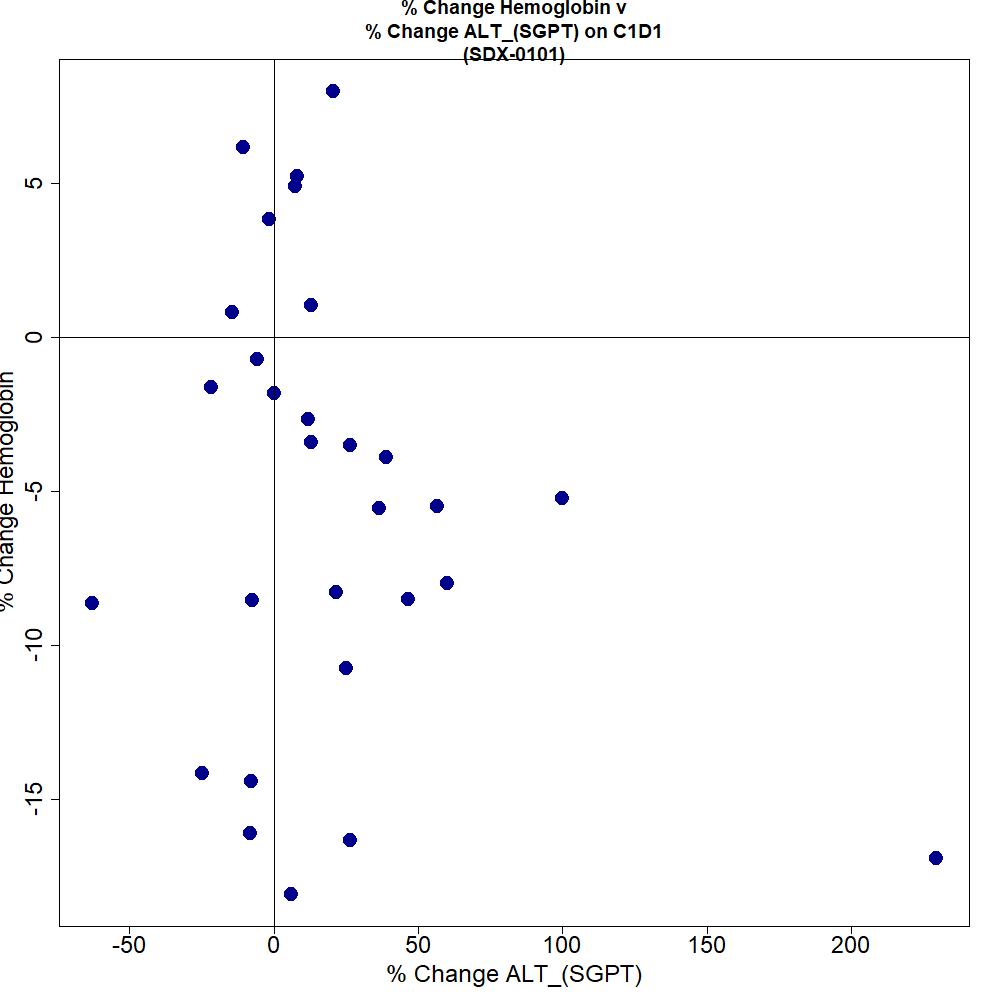 % Change Hemoglobin v
% Change ALT_(SGPT) on C1D1
(SDX-0101)
% Change Hemoglobin
5
0
-5
-10
-15
-50 0 50 100 150 200
% Change ALT_(SGPT)